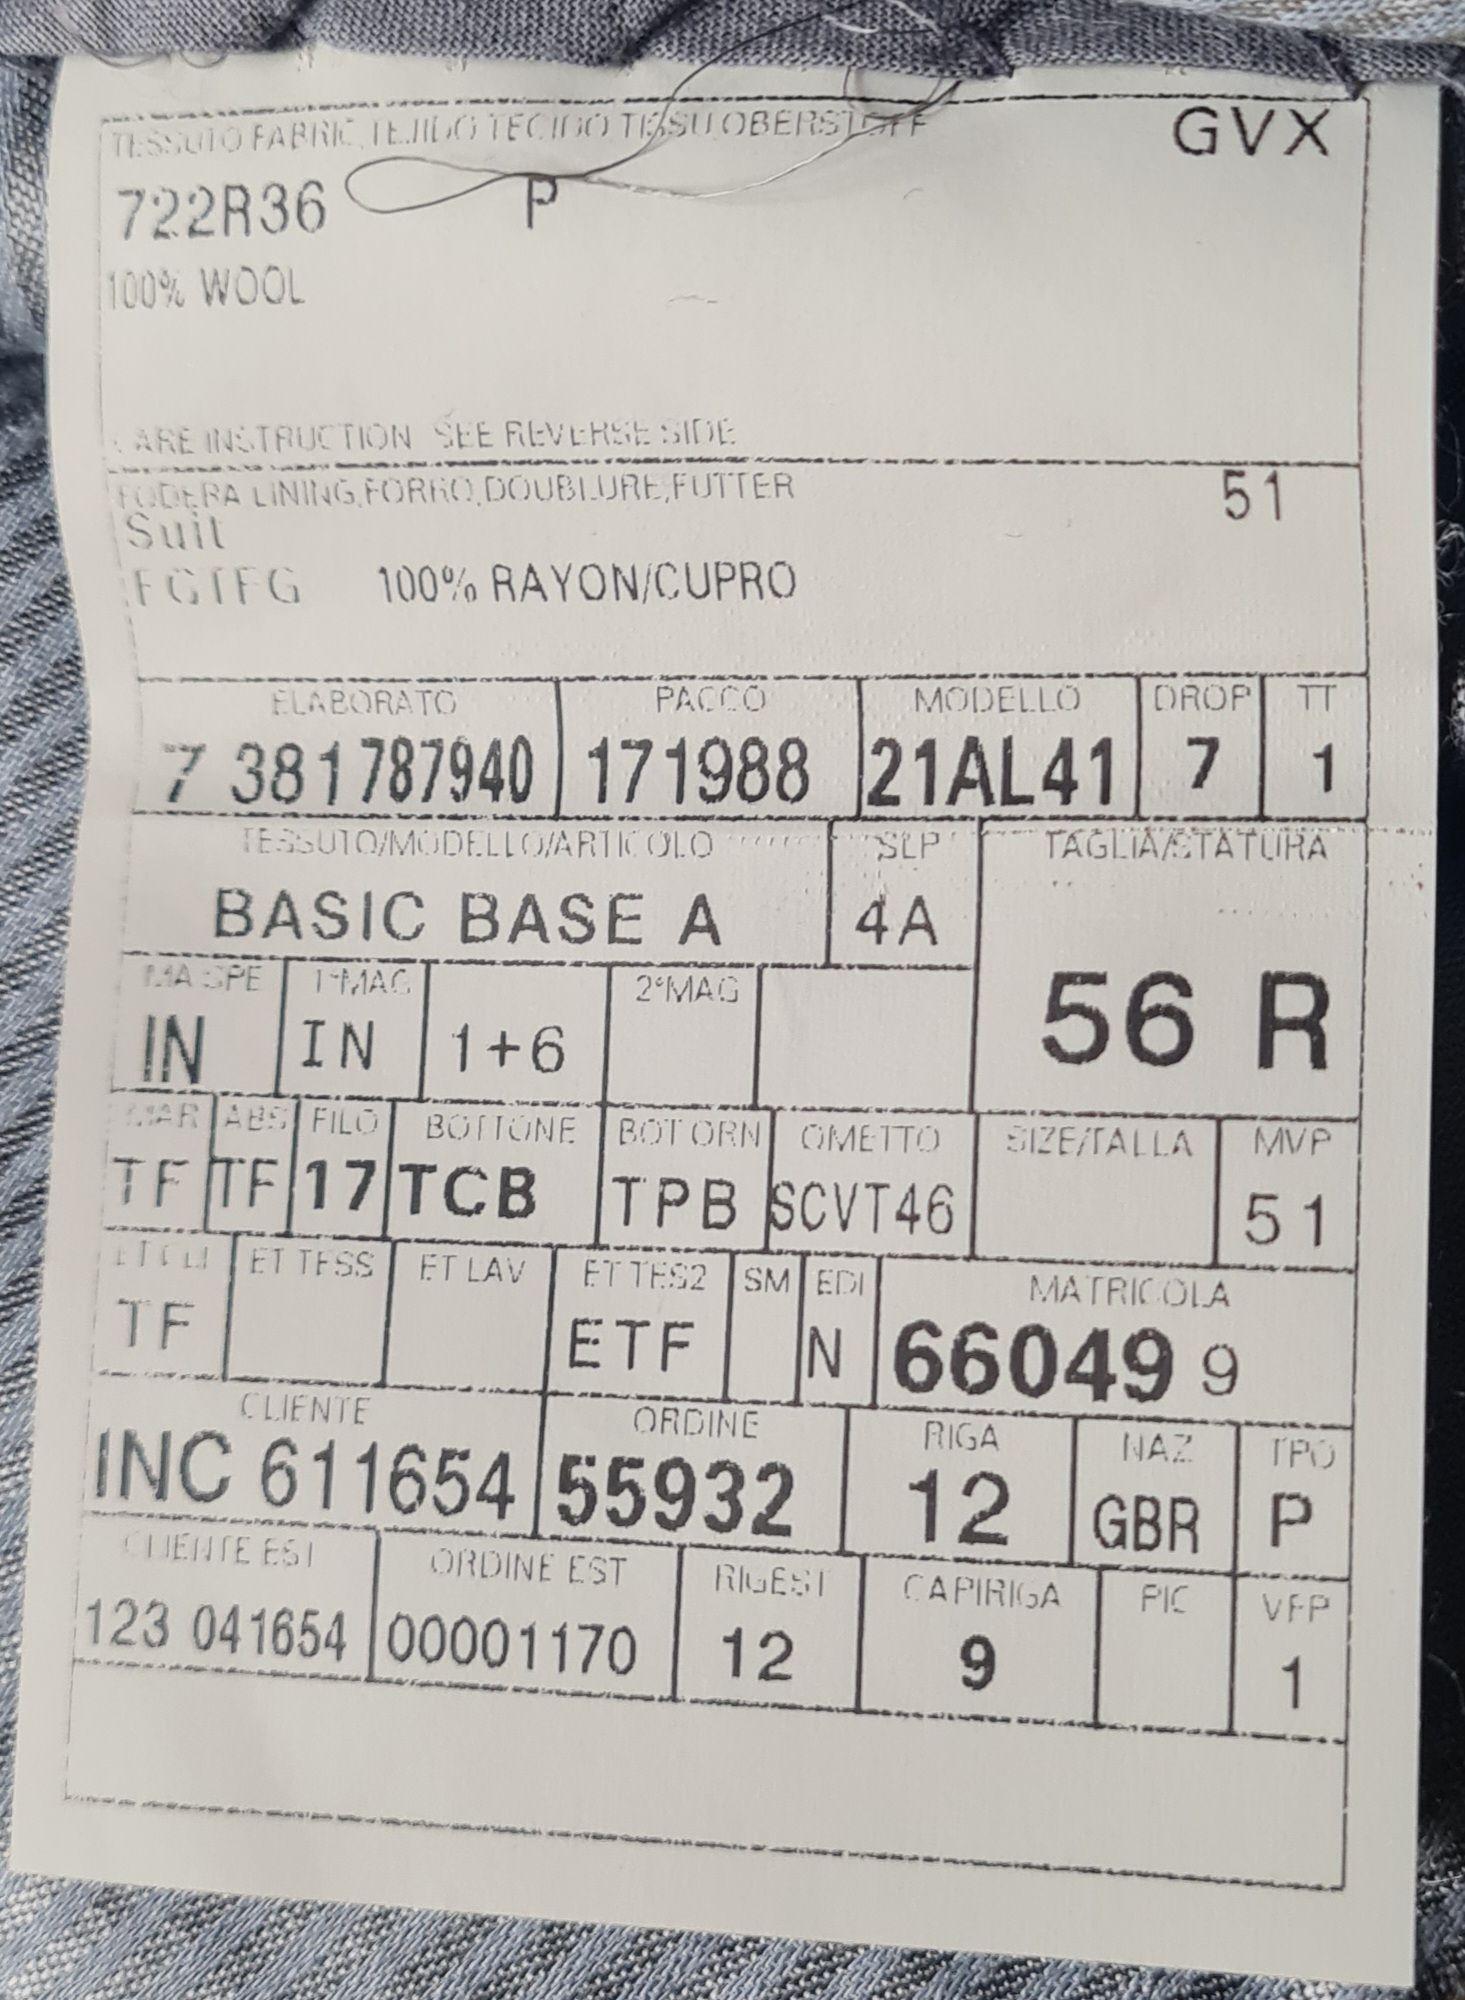 TESSUTO FABRIC,TEJIDO TECIDO TISSU,OBERSTOFF GVX
722R36 P
100% WOOL
CARE INSTRUCTION SEE REVERSE SIDE
FODERA LINING,FORRO,DOUBLURE,FUTTER 51
Suit
100% RAYON/CUPRO
ELABORATO PACCO MODELLO DROP TT
7 381787940 171988 21AL41 7 1
TESSUTO/MODELLO/ARTICOLO SLP TAGLIA/STATURA
BASIC BASE A 4A 56 R
MA SPE 1°MAG 2°MAG
IN IN 1+6
MAR ABS FILO BOTTONE BOT ORN OMETTO SIZE/TALLA MVP
TF TF 17 TCB TPB SCVT46 51
ET TESS ET LAV ET TES2 SM EDI MATRICOLA
TF ETF N 66049 9
CLIENTE ORDINE RIGA NAZ TPO
INC 611654 55932 12 GBR P
CLIENTE EST ORDINE EST RIGEST CAPIRIGA PIC VFP
123 041654 00001170 12 9 1